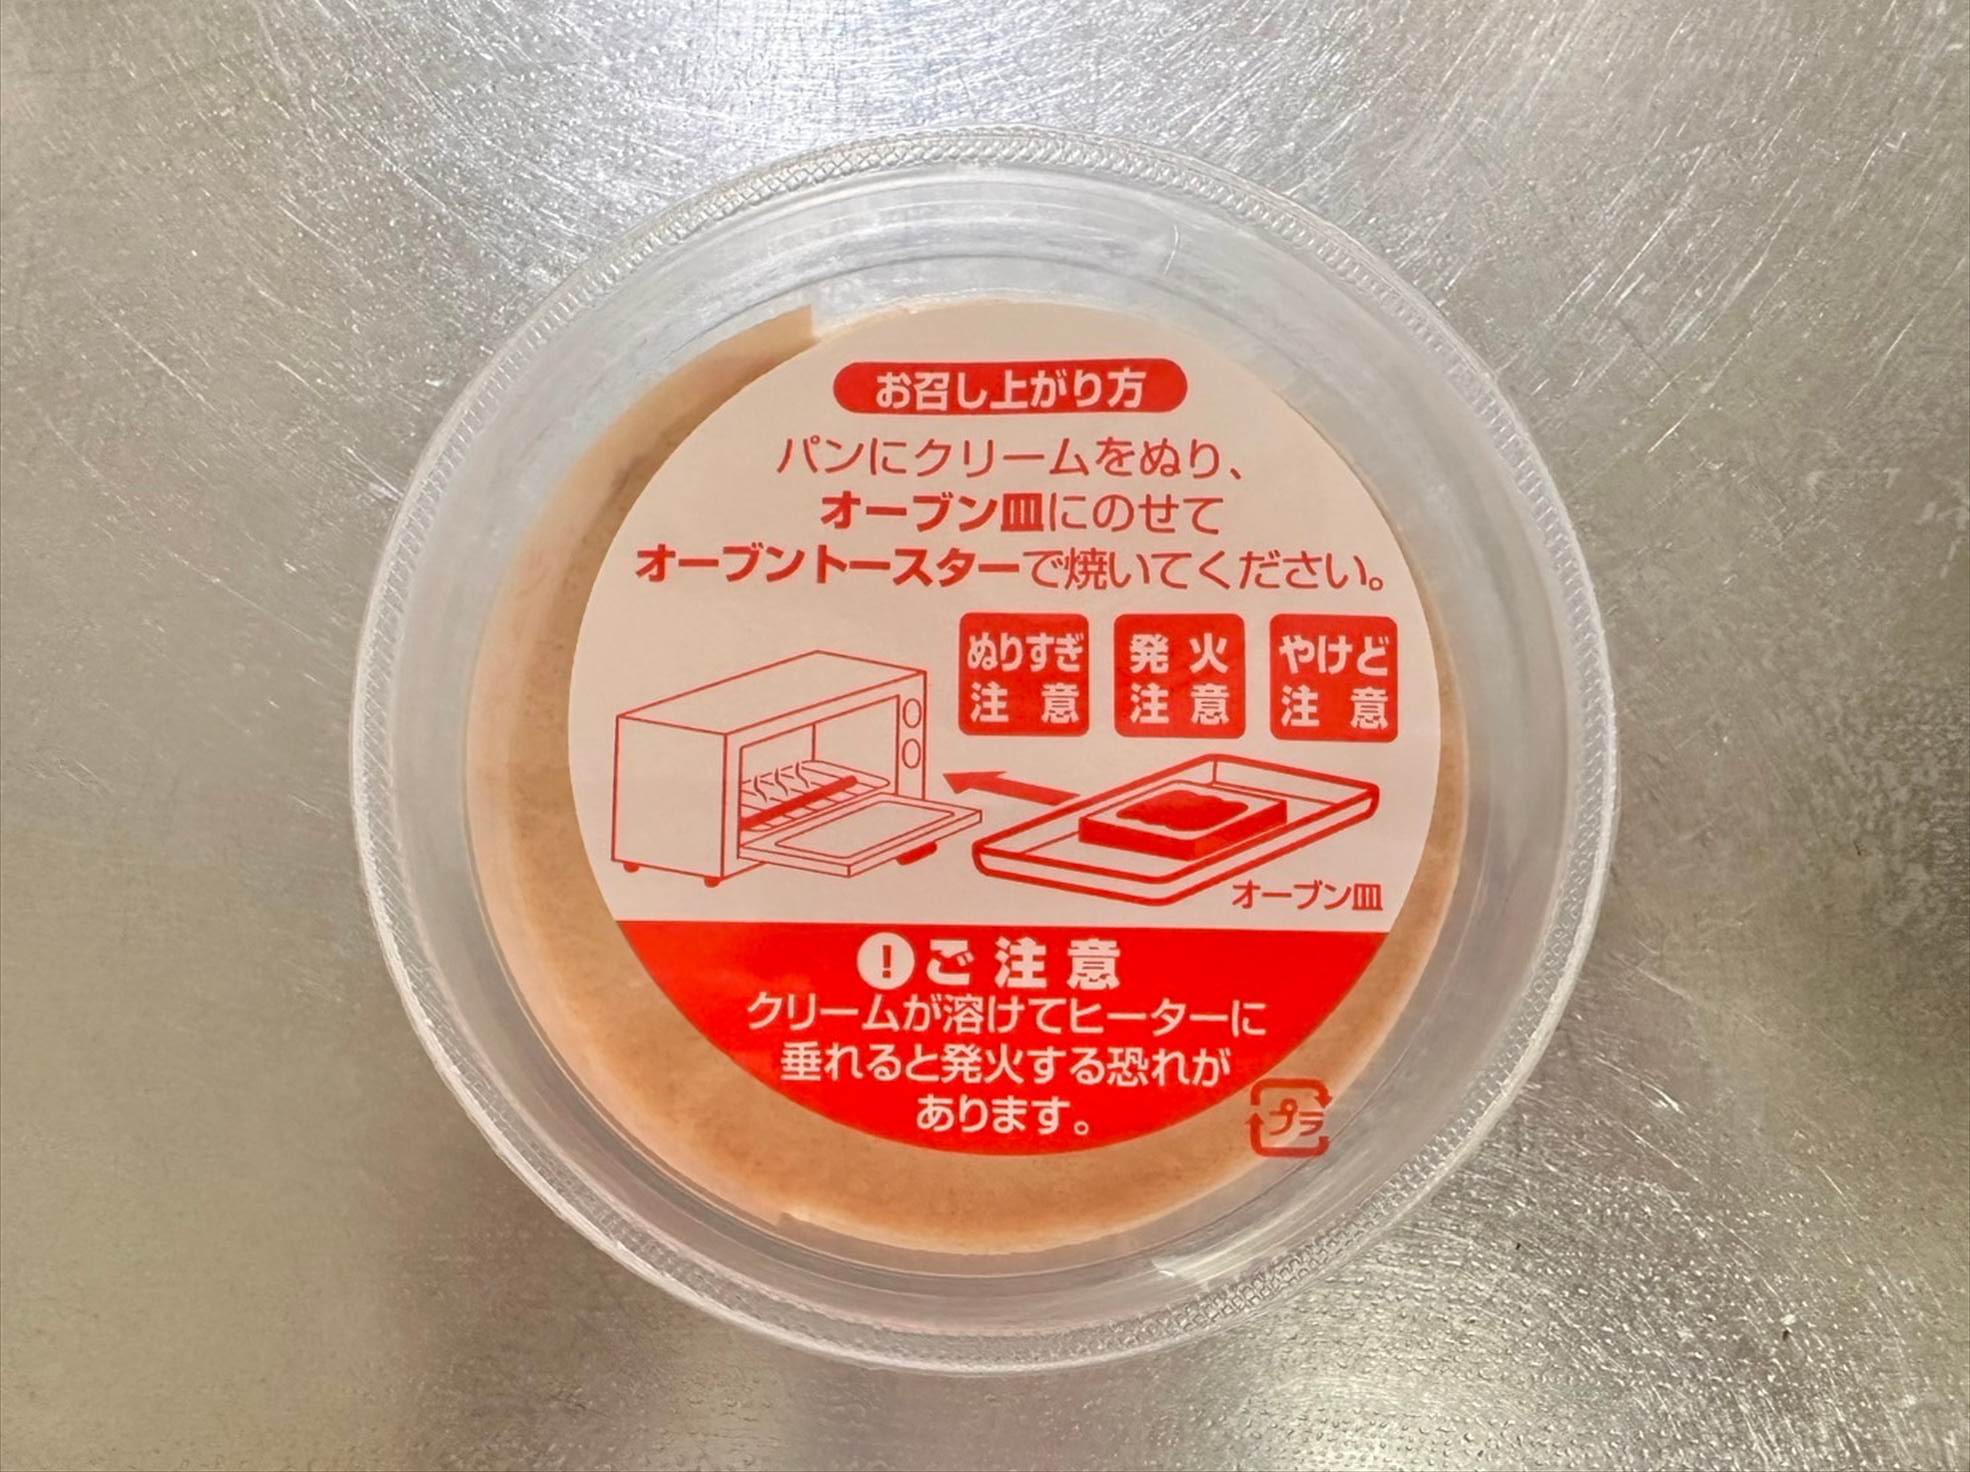 お召し上がり方
パンにクリームをぬり、
オーブン皿にのせて
オーブントースターで焼いてください。
ぬりすぎ
注意
発火
注意
やけど
注意
オーブン皿
!ご注意
クリームが溶けてヒーターに
垂れると発火する恐れが
あります。
プラ